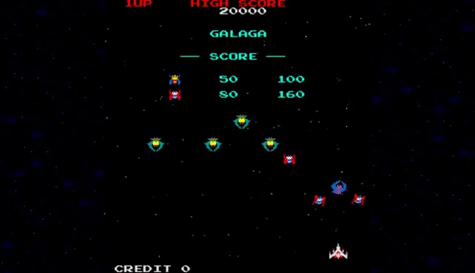 1UP HIGH SCORE
20000
GALAGA
— SCORE —
50 100
80 160
CREDIT 0